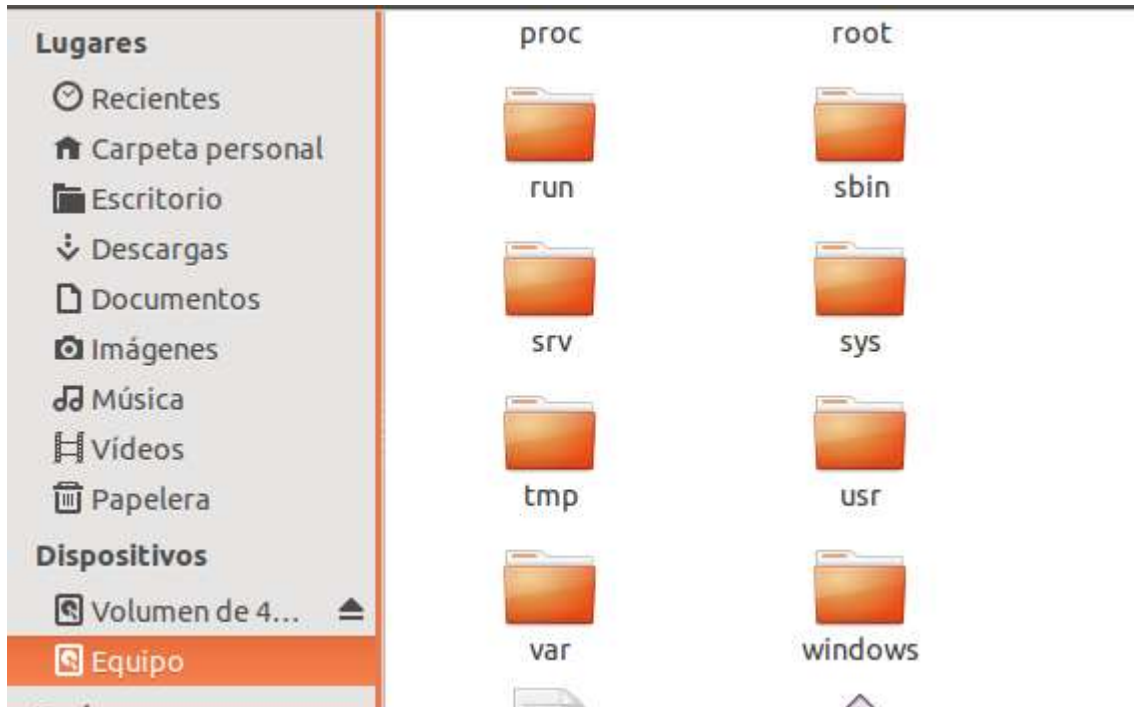 Lugares
Recientes
Carpeta personal
Escritorio
Descargas
Documentos
Imágenes
Música
Vídeos
Papelera
Dispositivos
Volumen de 4...
Equipo
proc root
run sbin
srv sys
tmp usr
var windows